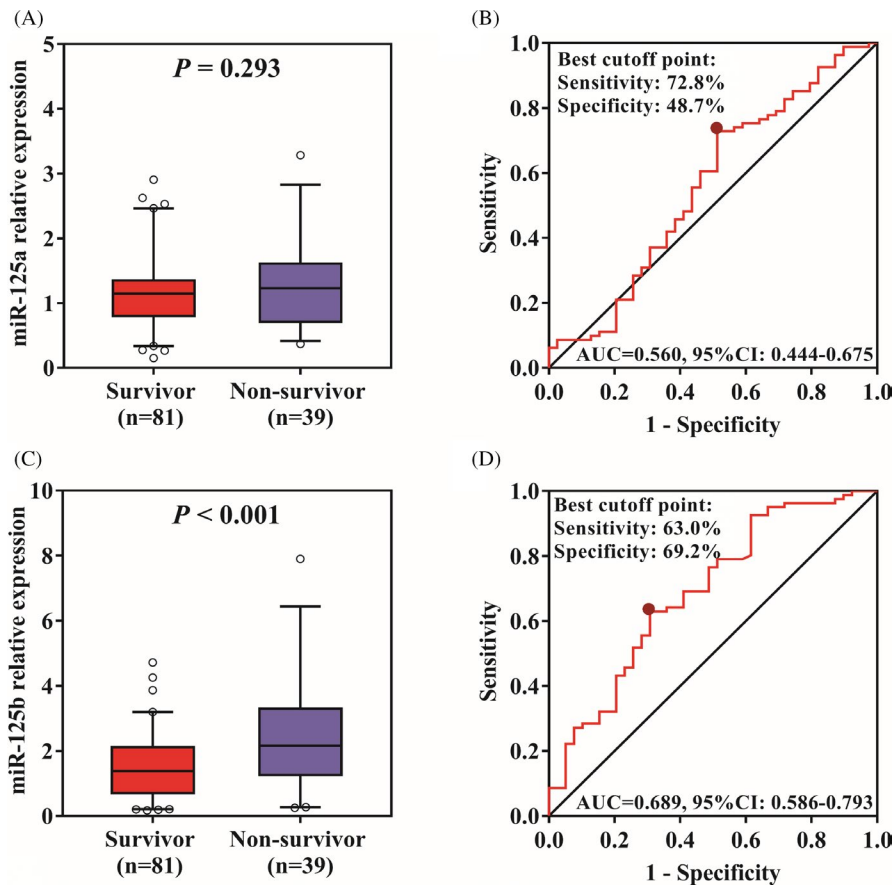 (A)
P = 0.293
miR-125a relative expression
5
4
3
2
1
0
Survivor
(n=81)
Non-survivor
(n=39)
(B)
Best cutoff point:
Sensitivity: 72.8%
Specificity: 48.7%
Sensitivity
1.0
0.8
0.6
0.4
0.2
0.0
AUC=0.560, 95%CI: 0.444-0.675
0.0 0.2 0.4 0.6 0.8 1.0
1 - Specificity
(C)
P < 0.001
miR-125b relative expression
10
8
6
4
2
0
Survivor
(n=81)
Non-survivor
(n=39)
(D)
Best cutoff point:
Sensitivity: 63.0%
Specificity: 69.2%
Sensitivity
1.0
0.8
0.6
0.4
0.2
0.0
AUC=0.689, 95%CI: 0.586-0.793
0.0 0.2 0.4 0.6 0.8 1.0
1 - Specificity